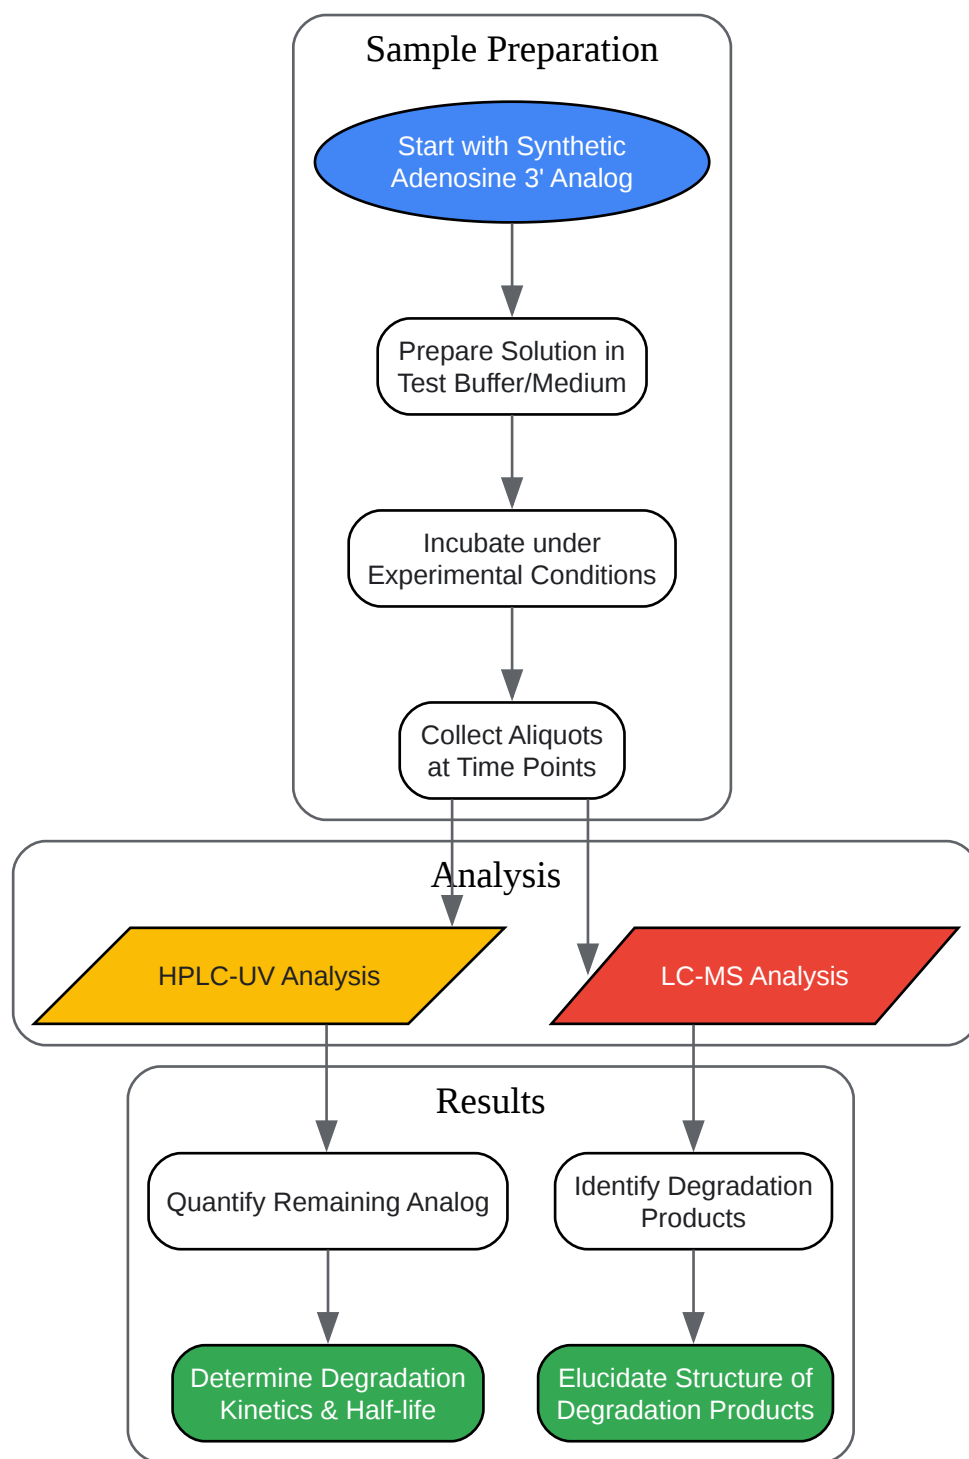 Sample Preparation
Start with Synthetic
Adenosine 3' Analog
Prepare Solution in
Test Buffer/Medium
Incubate under
Experimental Conditions
Collect Aliquots
at Time Points
Analysis
HPLC-UV Analysis
LC-MS Analysis
Results
Quantify Remaining Analog
Identify Degradation
Products
Determine Degradation
Kinetics & Half-life
Elucidate Structure of
Degradation Products